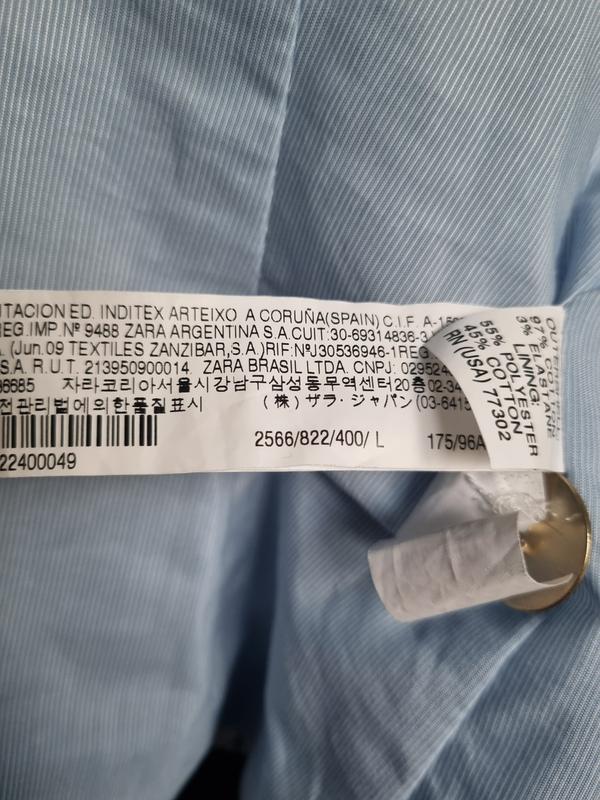 ITACION ED. INDITEX ARTEIXO A CORUÑA(SPAIN) C.I.F. A-15
REG.IMP.Nº 9488 ZARA ARGENTINA S.A.CUIT:30-69314836-3
(Jun.09 TEXTILES ZANZIBAR,S.A.)RIF:NºJ30536946-1REG
S.A. R.U.T. 213950900014 ZARA BRASIL LTDA. CNPJ: 029524
96685 자라코리아서울시강남구삼성동무역센터20층 02-34
전관리법에의한품질표시 (株) ザラ・ジャパン (03-6415
22400049
2566/822/400/ L
175/96A
97%
3% ELASTANE
LINING:
55% POLYESTER
45% COTTON
RN (USA) 77302